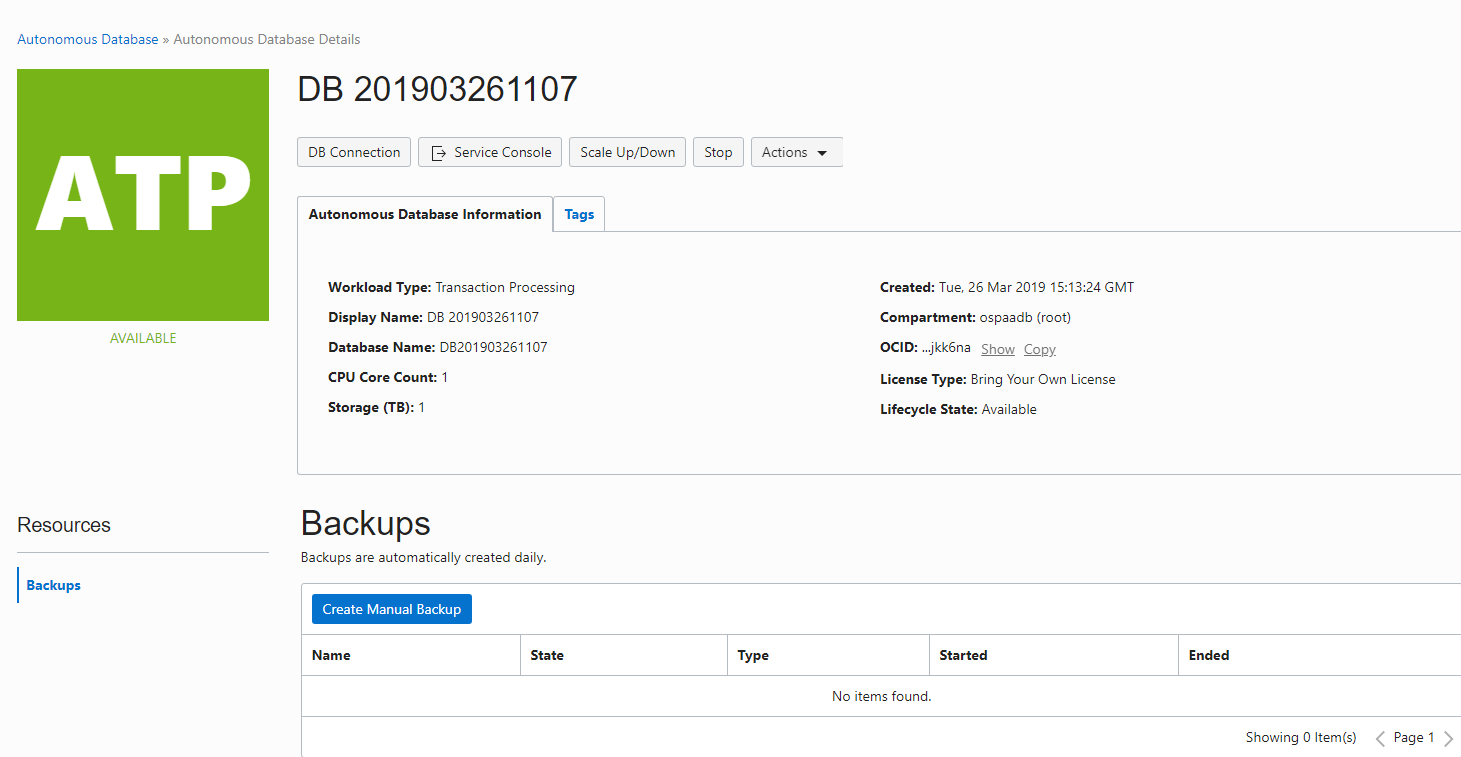 Autonomous Database » Autonomous Database Details
ATP
AVAILABLE
DB 201903261107
DB Connection Service Console Scale Up/Down Stop Actions
Autonomous Database Information Tags
Workload Type: Transaction Processing
Display Name: DB 201903261107
Database Name: DB201903261107
CPU Core Count: 1
Storage (TB): 1
Created: Tue, 26 Mar 2019 15:13:24 GMT
Compartment: ospaadb (root)
OCID: ...jkk6na Show Copy
License Type: Bring Your Own License
Lifecycle State: Available
Resources
Backups
Backups
Backups are automatically created daily.
Create Manual Backup
Name State Type Started Ended
No items found.
Showing 0 Item(s) Page 1